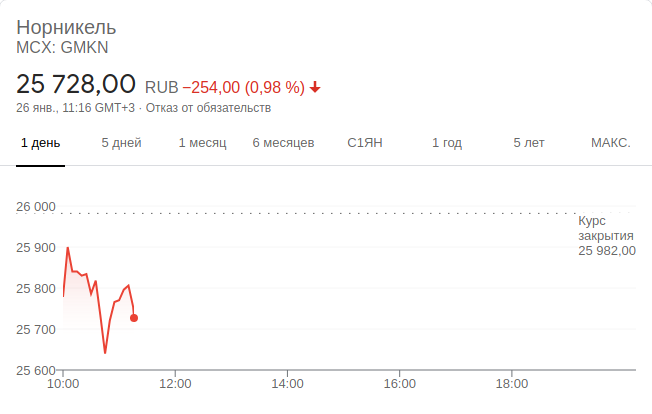 Норникель
MCX: GMKN
25 728,00 RUB −254,00 (0,98 %)
26 янв., 11:16 GMT+3 · Отказ от обязательств
1 день 5 дней 1 месяц 6 месяцев С1ЯН 1 год 5 лет МАКС.
26 000
Курс
закрытия
25 982,00
25 900
25 800
25 700
25 600
10:00 12:00 14:00 16:00 18:00